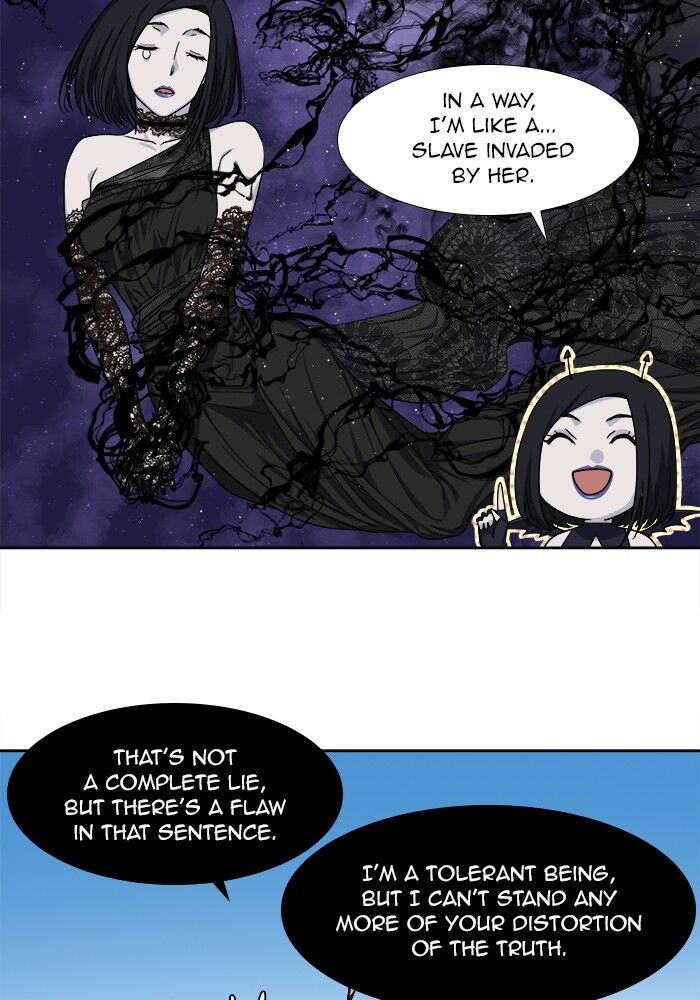 IN A WAY,
I'M LIKE A...
SLAVE INVADED
BY HER.
THAT'S NOT
A COMPLETE LIE,
BUT THERE'S A FLAW
IN THAT SENTENCE.
I'M A TOLERANT BEING,
BUT I CAN'T STAND ANY
MORE OF YOUR DISTORTION
OF THE TRUTH.